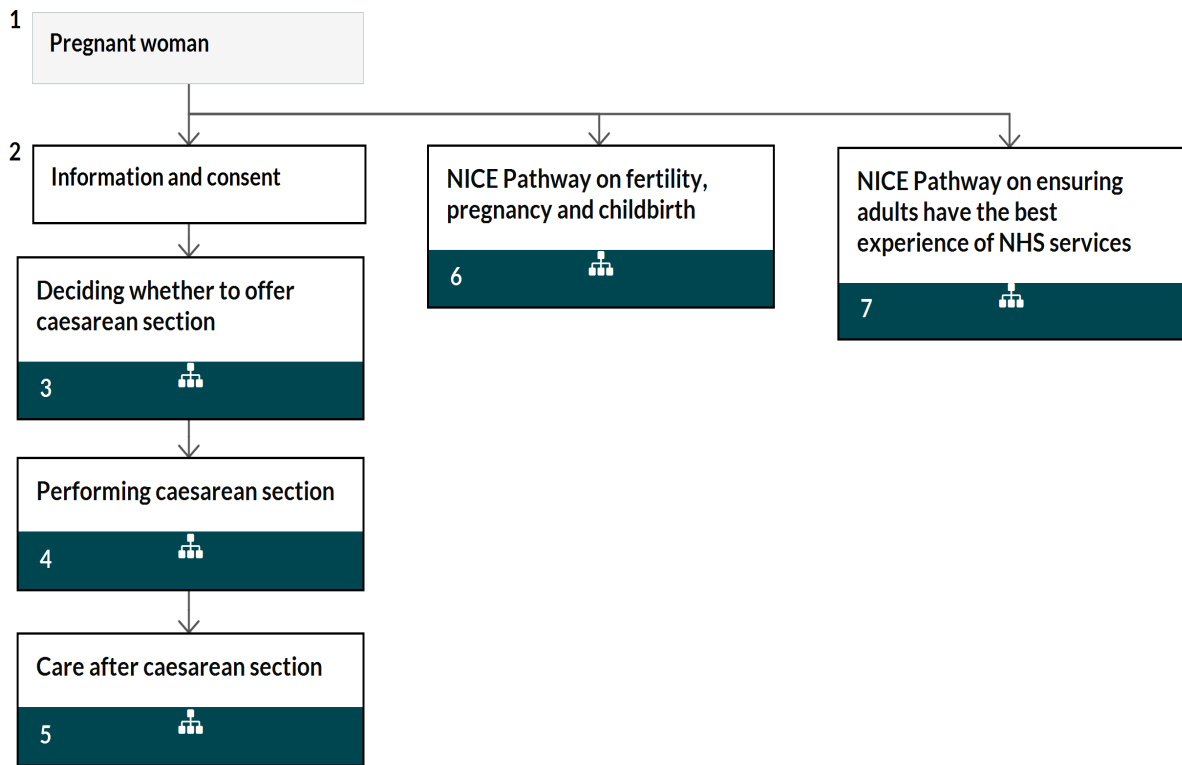 1
Pregnant woman
2
Information and consent
Deciding whether to offer
caesarean section
3
Performing caesarean section
4
Care after caesarean section
5
NICE Pathway on fertility,
pregnancy and childbirth
6
NICE Pathway on ensuring
adults have the best
experience of NHS services
7